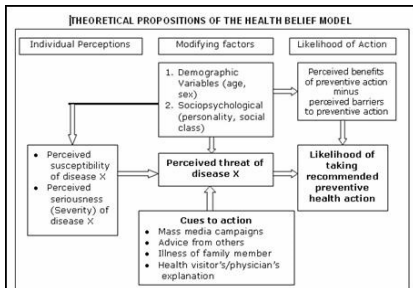 THEORETICAL PROPOSITIONS OF THE HEALTH BELIEF MODEL
Individual Perceptions
Modifying factors
Likelihood of Action
1. Demographic
Variables (age,
sex)
2. Sociopsychological
(personality, social
class)
Perceived benefits
of preventive action
minus
perceived barriers
to preventive action
• Perceived
susceptibility
of disease X
• Perceived
seriousness
(Severity) of
disease X
Perceived threat of
disease X
Likelihood of
taking
recommended
preventive
health action
Cues to action
• Mass media campaigns
• Advice from others
• Illness of family member
• Health visitor's/physician's
explanation